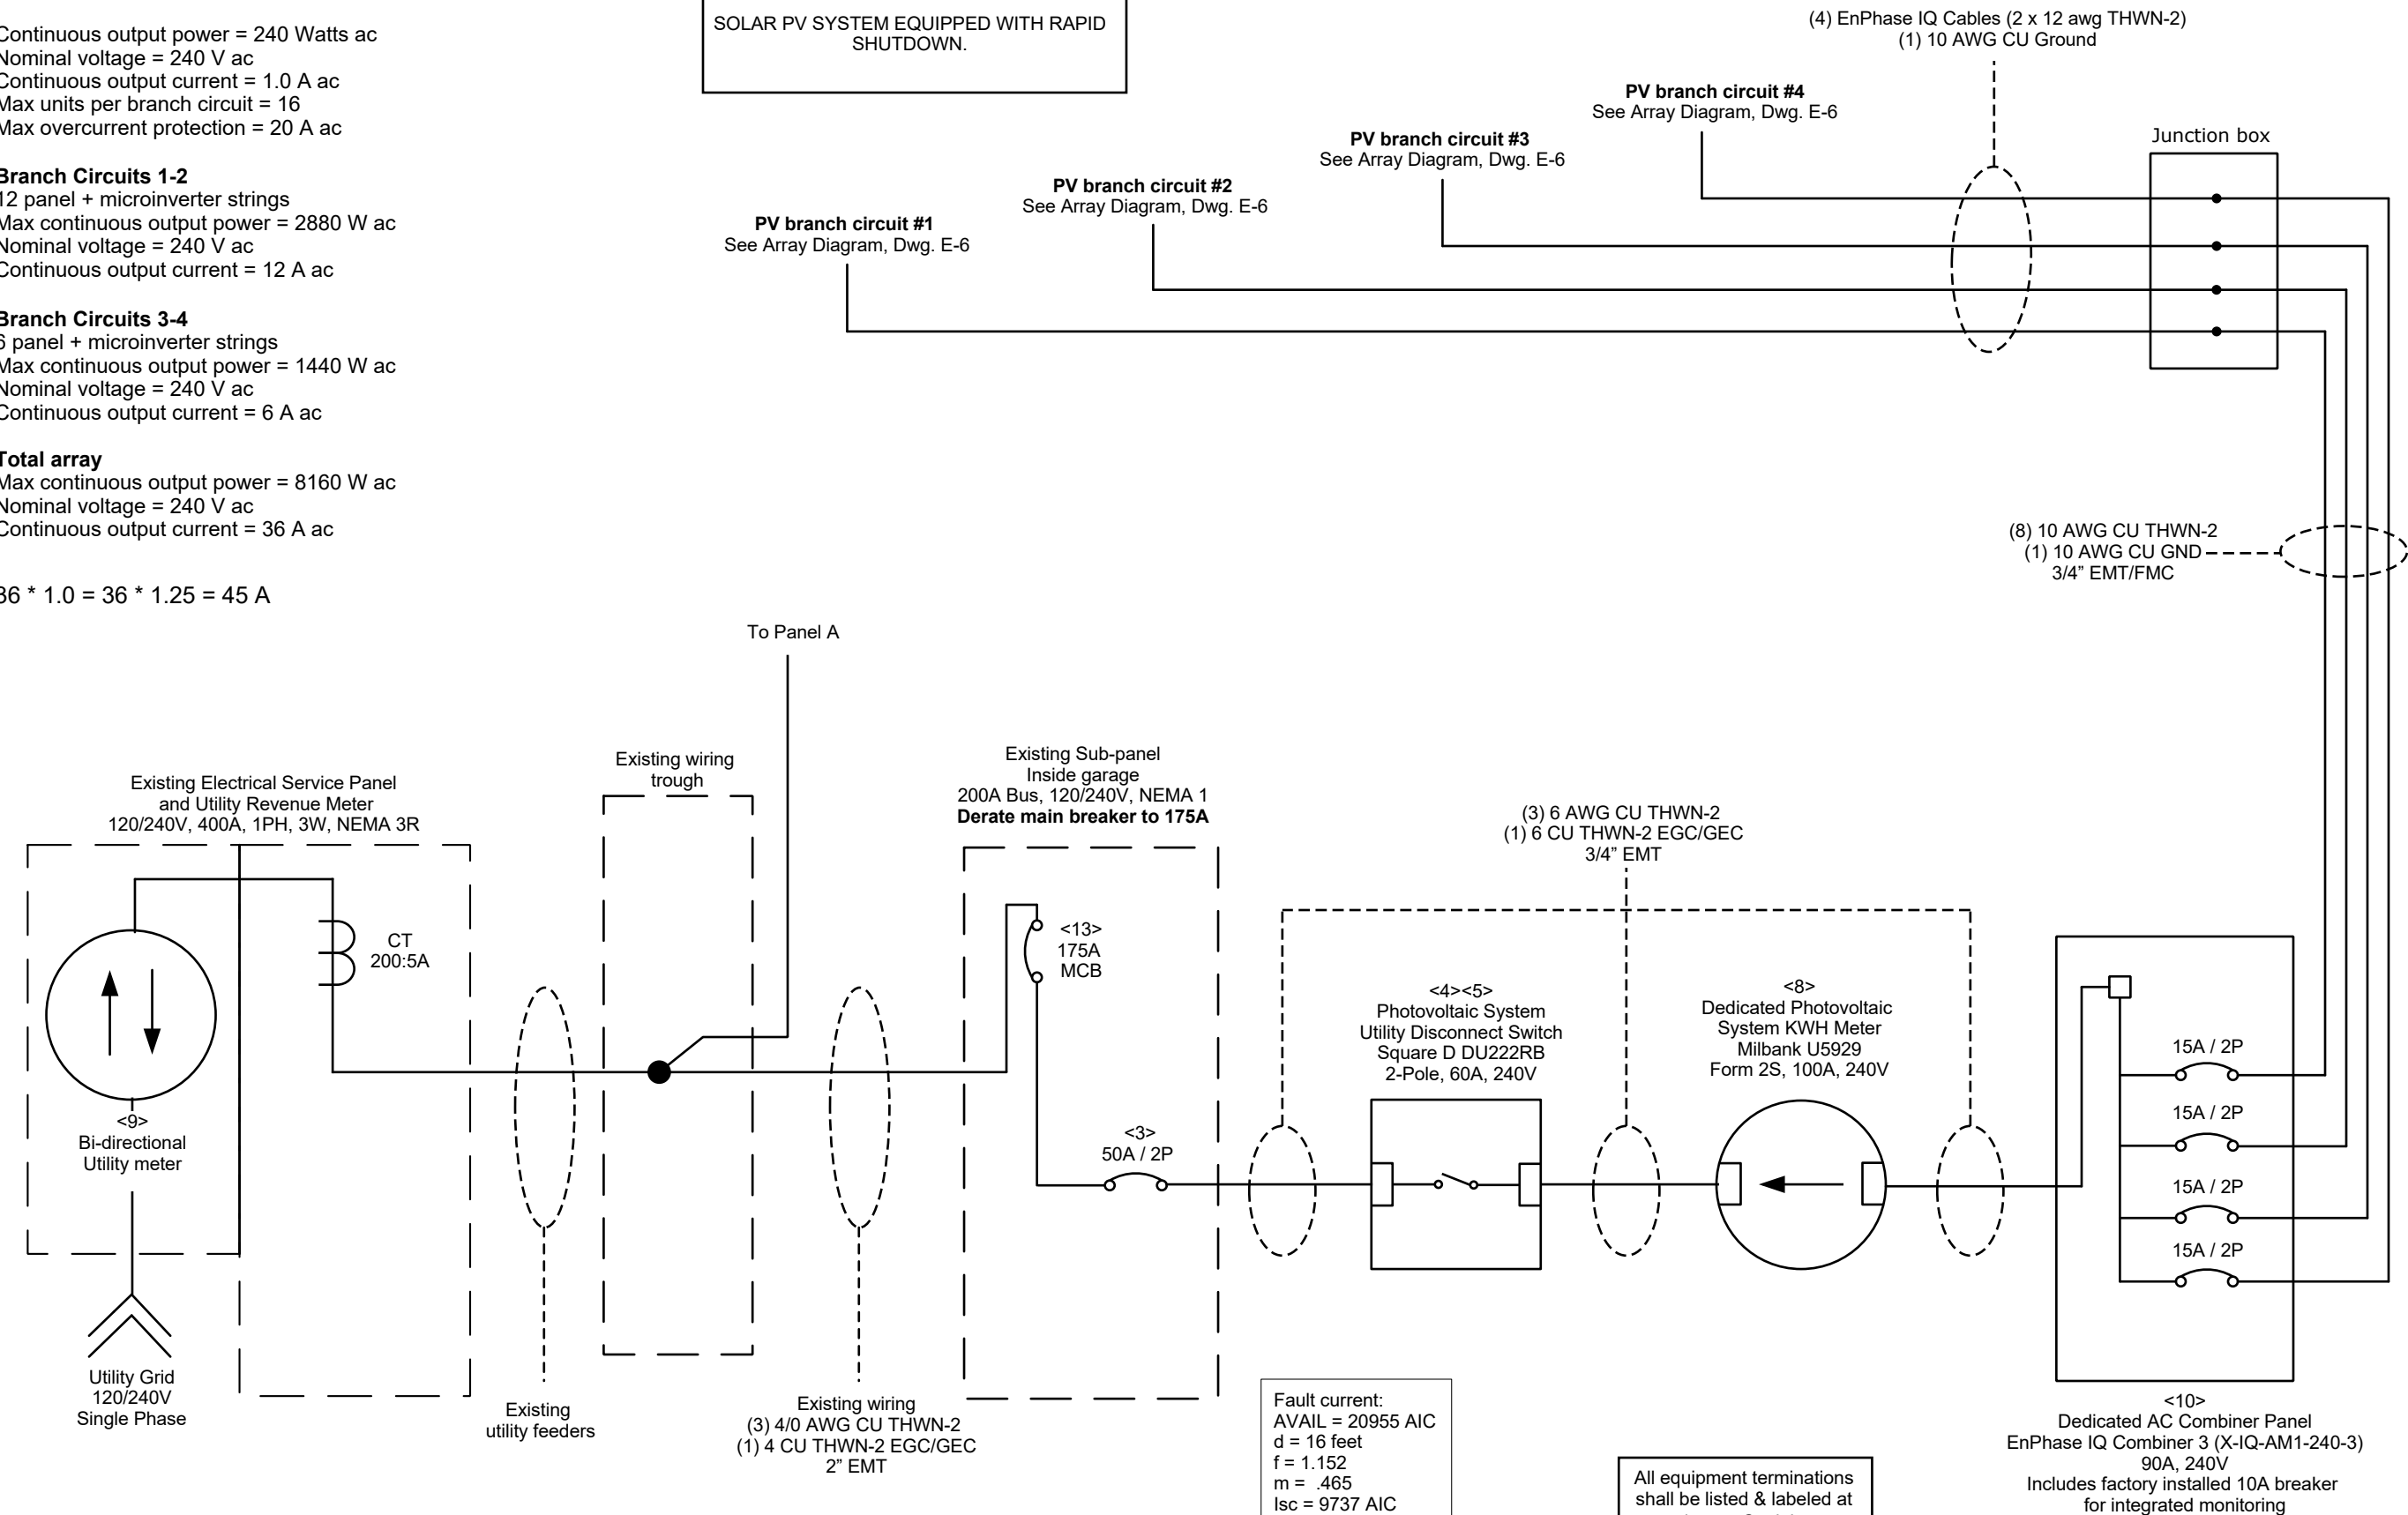 Continuous output power = 240 Watts ac
Nominal voltage = 240 V ac
Continuous output current = 1.0 A ac
Max units per branch circuit = 16
Max overcurrent protection = 20 A ac
Branch Circuits 1-2
12 panel + microinverter strings
Max continuous output power = 2880 W ac
Nominal voltage = 240 V ac
Continuous output current = 12 A ac
Branch Circuits 3-4
6 panel + microinverter strings
Max continuous output power = 1440 W ac
Nominal voltage = 240 V ac
Continuous output current = 6 A ac
Total array
Max continuous output power = 8160 W ac
Nominal voltage = 240 V ac
Continuous output current = 36 A ac
36 * 1.0 = 36 * 1.25 = 45 A
SOLAR PV SYSTEM EQUIPPED WITH RAPID
SHUTDOWN.
(4) EnPhase IQ Cables (2 x 12 awg THWN-2)
(1) 10 AWG CU Ground
PV branch circuit #4
See Array Diagram, Dwg. E-6
PV branch circuit #3
See Array Diagram, Dwg. E-6
PV branch circuit #2
See Array Diagram, Dwg. E-6
PV branch circuit #1
See Array Diagram, Dwg. E-6
Junction box
(8) 10 AWG CU THWN-2
(1) 10 AWG CU GND
3/4” EMT/FMC
To Panel A
Existing Electrical Service Panel
and Utility Revenue Meter
120/240V, 400A, 1PH, 3W, NEMA 3R
Existing wiring
trough
Existing Sub-panel
Inside garage
200A Bus, 120/240V, NEMA 1
Derate main breaker to 175A
(3) 6 AWG CU THWN-2
(1) 6 CU THWN-2 EGC/GEC
3/4” EMT
CT
200:5A
<13>
175A
MCB
<4><5>
Photovoltaic System
Utility Disconnect Switch
Square D DU222RB
2-Pole, 60A, 240V
<8>
Dedicated Photovoltaic
System KWH Meter
Milbank U5929
Form 2S, 100A, 240V
15A / 2P
15A / 2P
15A / 2P
15A / 2P
<9>
Bi-directional
Utility meter
<3>
50A / 2P
Utility Grid
120/240V
Single Phase
Existing
utility feeders
Existing wiring
(3) 4/0 AWG CU THWN-2
(1) 4 CU THWN-2 EGC/GEC
2” EMT
Fault current:
AVAIL = 20955 AIC
d = 16 feet
f = 1.152
m = .465
Isc = 9737 AIC
All equipment terminations
shall be listed & labeled at
<10>
Dedicated AC Combiner Panel
EnPhase IQ Combiner 3 (X-IQ-AM1-240-3)
90A, 240V
Includes factory installed 10A breaker
for integrated monitoring